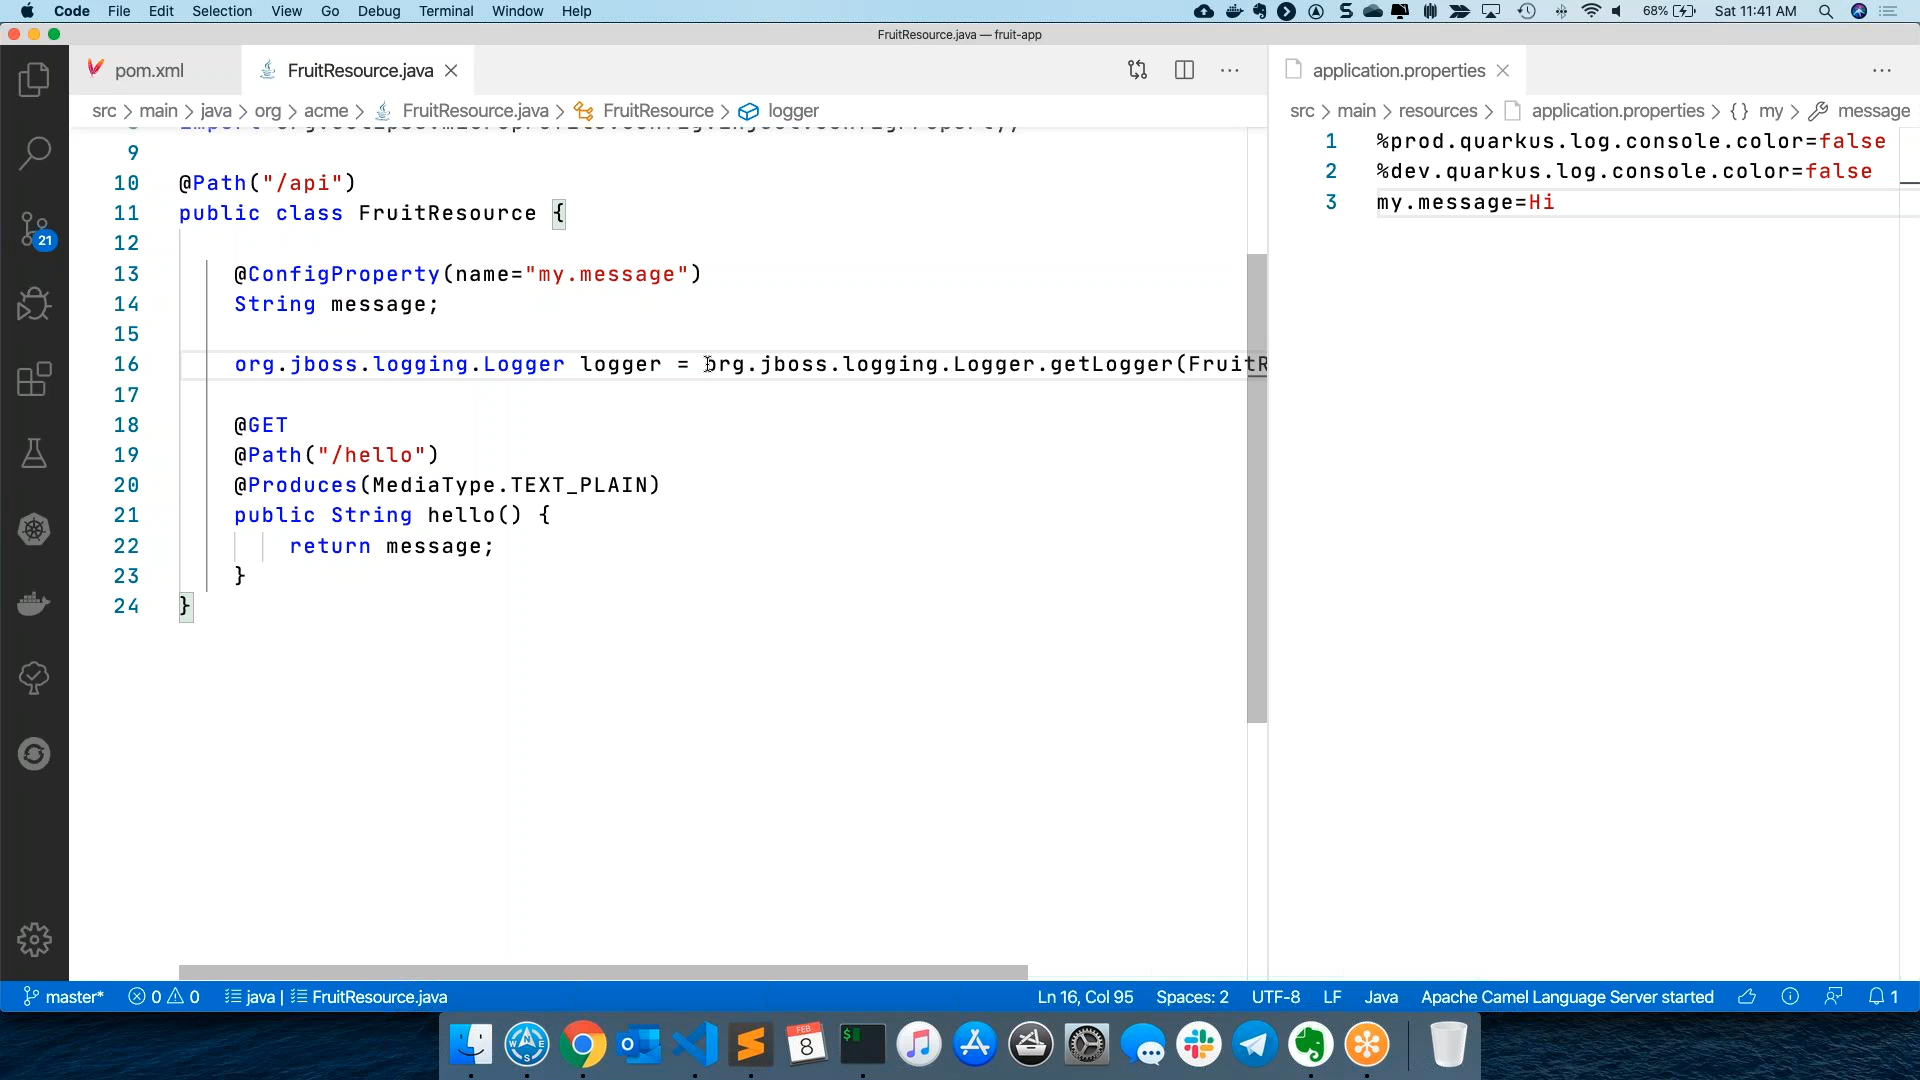 Code File Edit Selection View Go Debug Terminal Window Help
68% Sat 11:41 AM
FruitResource.java — fruit-app
pom.xml
FruitResource.java
application.properties
src > main > java > org > acme > FruitResource.java > FruitResource > logger
src > main > resources > application.properties > {} my > message
9
10 @Path("/api")
11 public class FruitResource {
12
13 @ConfigProperty(name="my.message")
14 String message;
15
16 org.jboss.logging.Logger logger = org.jboss.logging.Logger.getLogger(FruitR
17
18 @GET
19 @Path("/hello")
20 @Produces(MediaType.TEXT_PLAIN)
21 public String hello() {
22 return message;
23 }
24 }
1 %prod.quarkus.log.console.color=false
2 %dev.quarkus.log.console.color=false
3 my.message=Hi
21
master* 0 0 java | FruitResource.java
Ln 16, Col 95 Spaces: 2 UTF-8 LF Java Apache Camel Language Server started 1
FEB
8
$